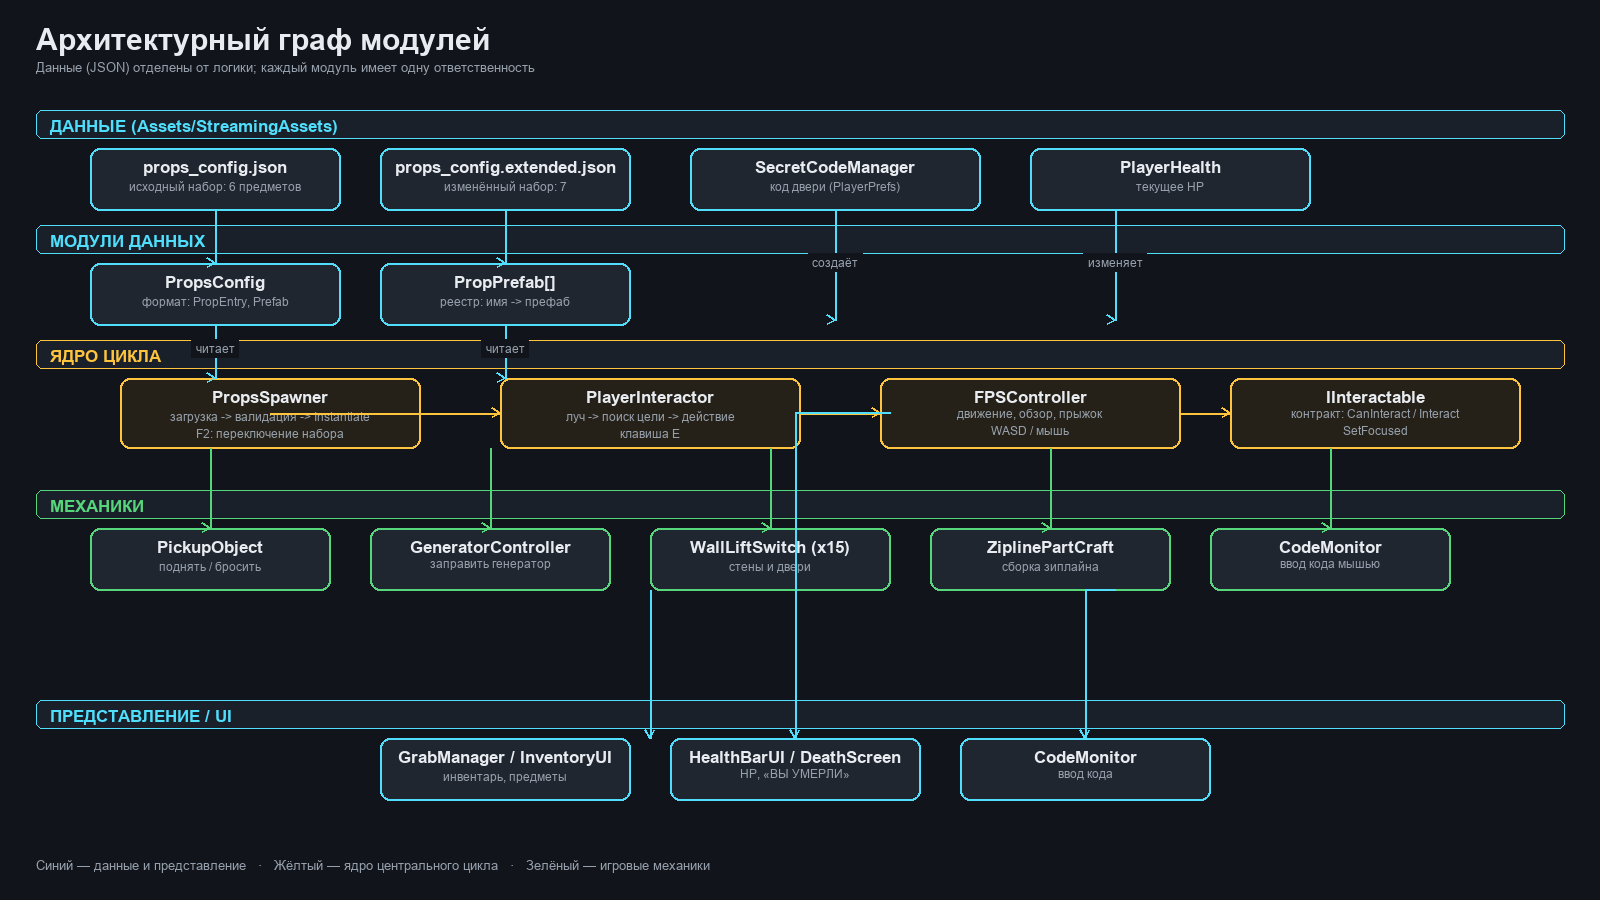 Архитектурный граф модулей
Данные (JSON) отделены от логики; каждый модуль имеет одну ответственность
ДАННЫЕ (Assets/StreamingAssets)
props_config.json
исходный набор: 6 предметов
props_config.extended.json
изменённый набор: 7
SecretCodeManager
код двери (PlayerPrefs)
PlayerHealth
текущее HP
МОДУЛИ ДАННЫХ
создаёт
изменяет
PropsConfig
формат: PropEntry, Prefab
PropPrefab[]
реестр: имя -> префаб
ЯДРО ЦИКЛА
читает
читает
PropsSpawner
загрузка -> валидация -> Instantiate
F2: переключение набора
PlayerInteractor
луч -> поиск цели -> действие
клавиша E
FPSController
движение, обзор, прыжок
WASD / мышь
IInteractable
контракт: CanInteract / Interact
SetFocused
МЕХАНИКИ
PickupObject
поднять / бросить
GeneratorController
заправить генератор
WallLiftSwitch (x15)
стены и двери
ZiplinePartCraft
сборка зиплайна
CodeMonitor
ввод кода мышью
ПРЕДСТАВЛЕНИЕ / UI
GrabManager / InventoryUI
инвентарь, предметы
HealthBarUI / DeathScreen
HP, «ВЫ УМЕРЛИ»
CodeMonitor
ввод кода
Синий — данные и представление · Жёлтый — ядро центрального цикла · Зелёный — игровые механики